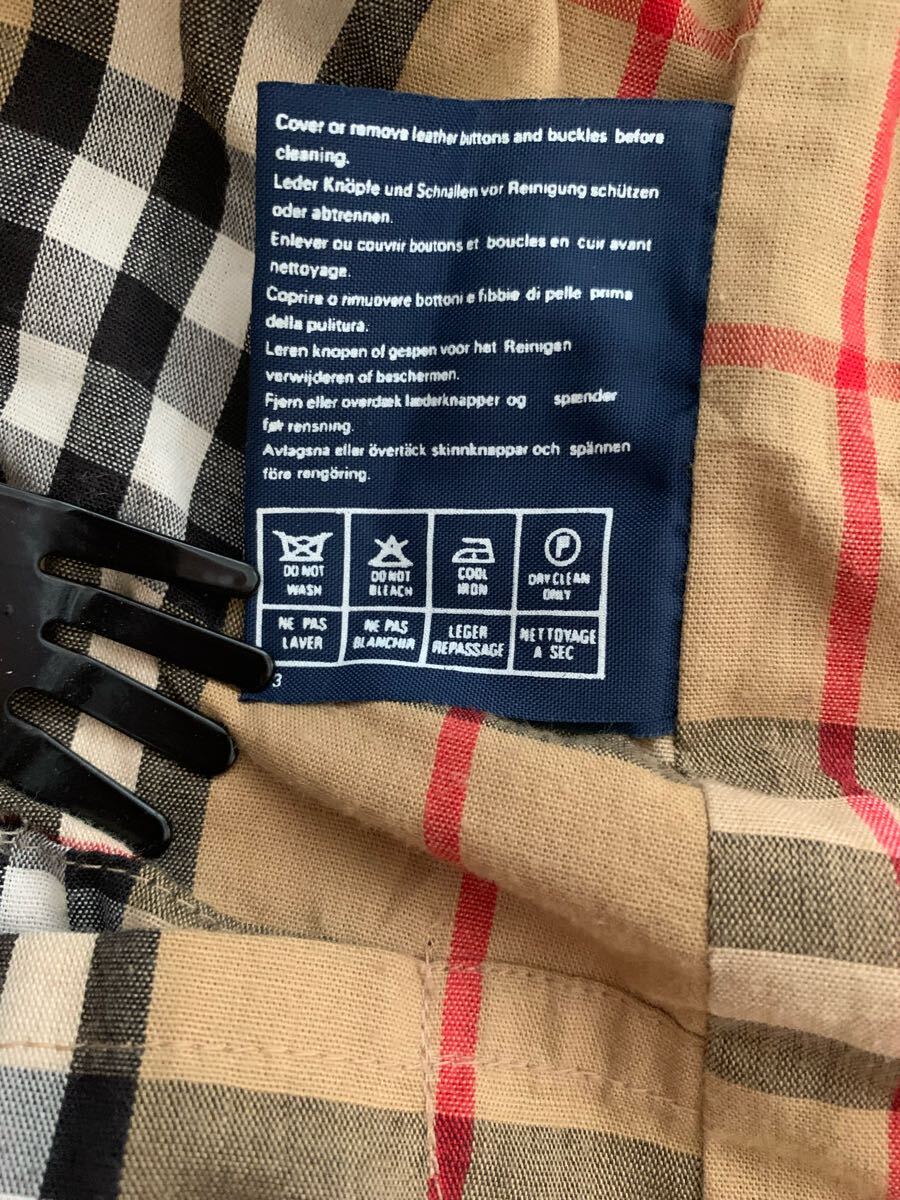 Cover or remove leather buttons and buckles before
cleaning.
Leder Knöpfe und Schnallen vor Reinigung schützen
oder abtrennen.
Enlever ou couvrir boutons et boucles en cuir avant
nettoyage.
Coprire o rimuovere bottoni e fibbie di pelle prima
della pulitura.
Leren knopen of gespen voor het Reinigen
verwijderen of beschermen.
Fjern eller overdæk læderknapper og spænder
før rensning.
Avlagsna eller övertäck skinnknappar och spännen
före rengöring.
DO NOT WASH
DO NOT BLEACH
COOL IRON
P
DRY CLEAN ONLY
NE PAS LAVER
NE PAS BLANCHIR
LEGER REPASSAGE
NETTOYAGE A SEC
3